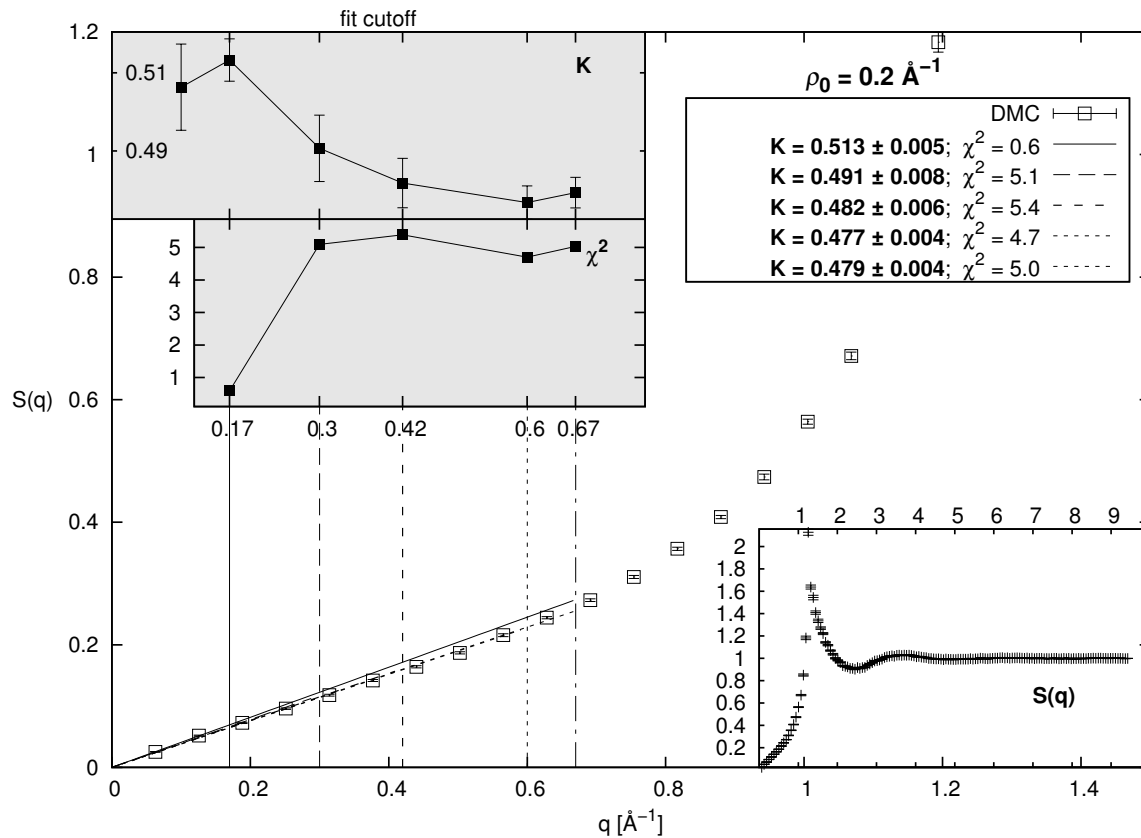 fit cutoff
1.2
0.51
K
ρ₀ = 0.2 Å⁻¹
DMC
K = 0.513 ± 0.005; χ² = 0.6
0.49
1
K = 0.491 ± 0.008; χ² = 5.1
K = 0.482 ± 0.006; χ² = 5.4
K = 0.477 ± 0.004; χ² = 4.7
K = 0.479 ± 0.004; χ² = 5.0
5
χ²
0.8
4
3
2
1
S(q)
0.6
0.17 0.3 0.42 0.6 0.67
0.4
1 2 3 4 5 6 7 8 9
2
1.8
1.6
1.4
1.2
1
0.8
0.6
0.4
0.2
S(q)
0.2
0
0 0.2 0.4 0.6 0.8 1 1.2 1.4
q [Å⁻¹]